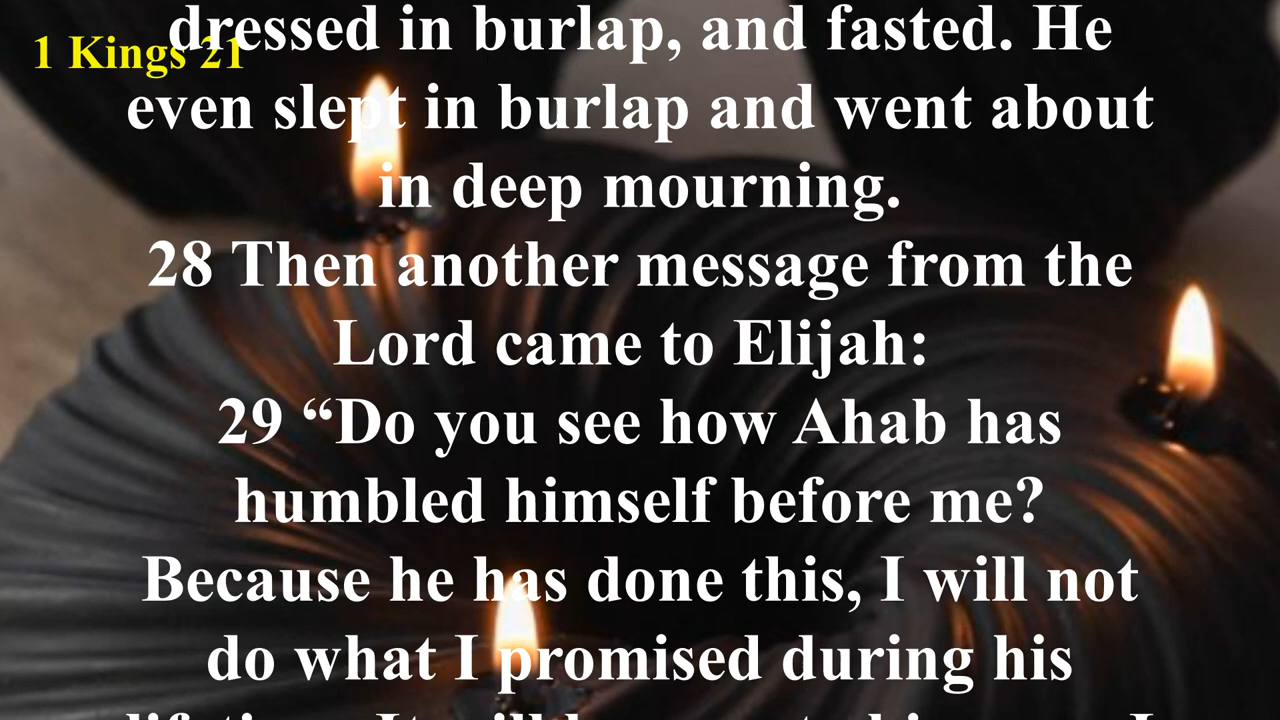 1 Kings 21
dressed in burlap, and fasted. He
even slept in burlap and went about
in deep mourning.
28 Then another message from the
Lord came to Elijah:
29 “Do you see how Ahab has
humbled himself before me?
Because he has done this, I will not
do what I promised during his